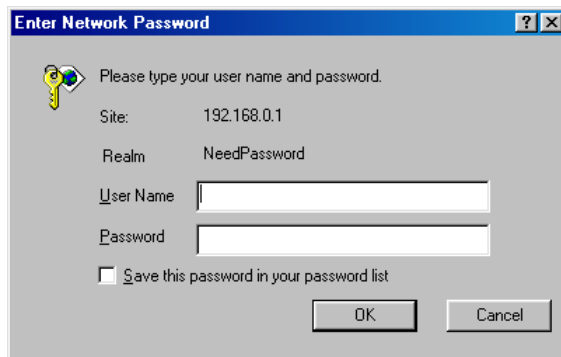 Enter Network Password
Please type your user name and password.
Site: 192.168.0.1
Realm NeedPassword
User Name
Password
Save this password in your password list
OK Cancel